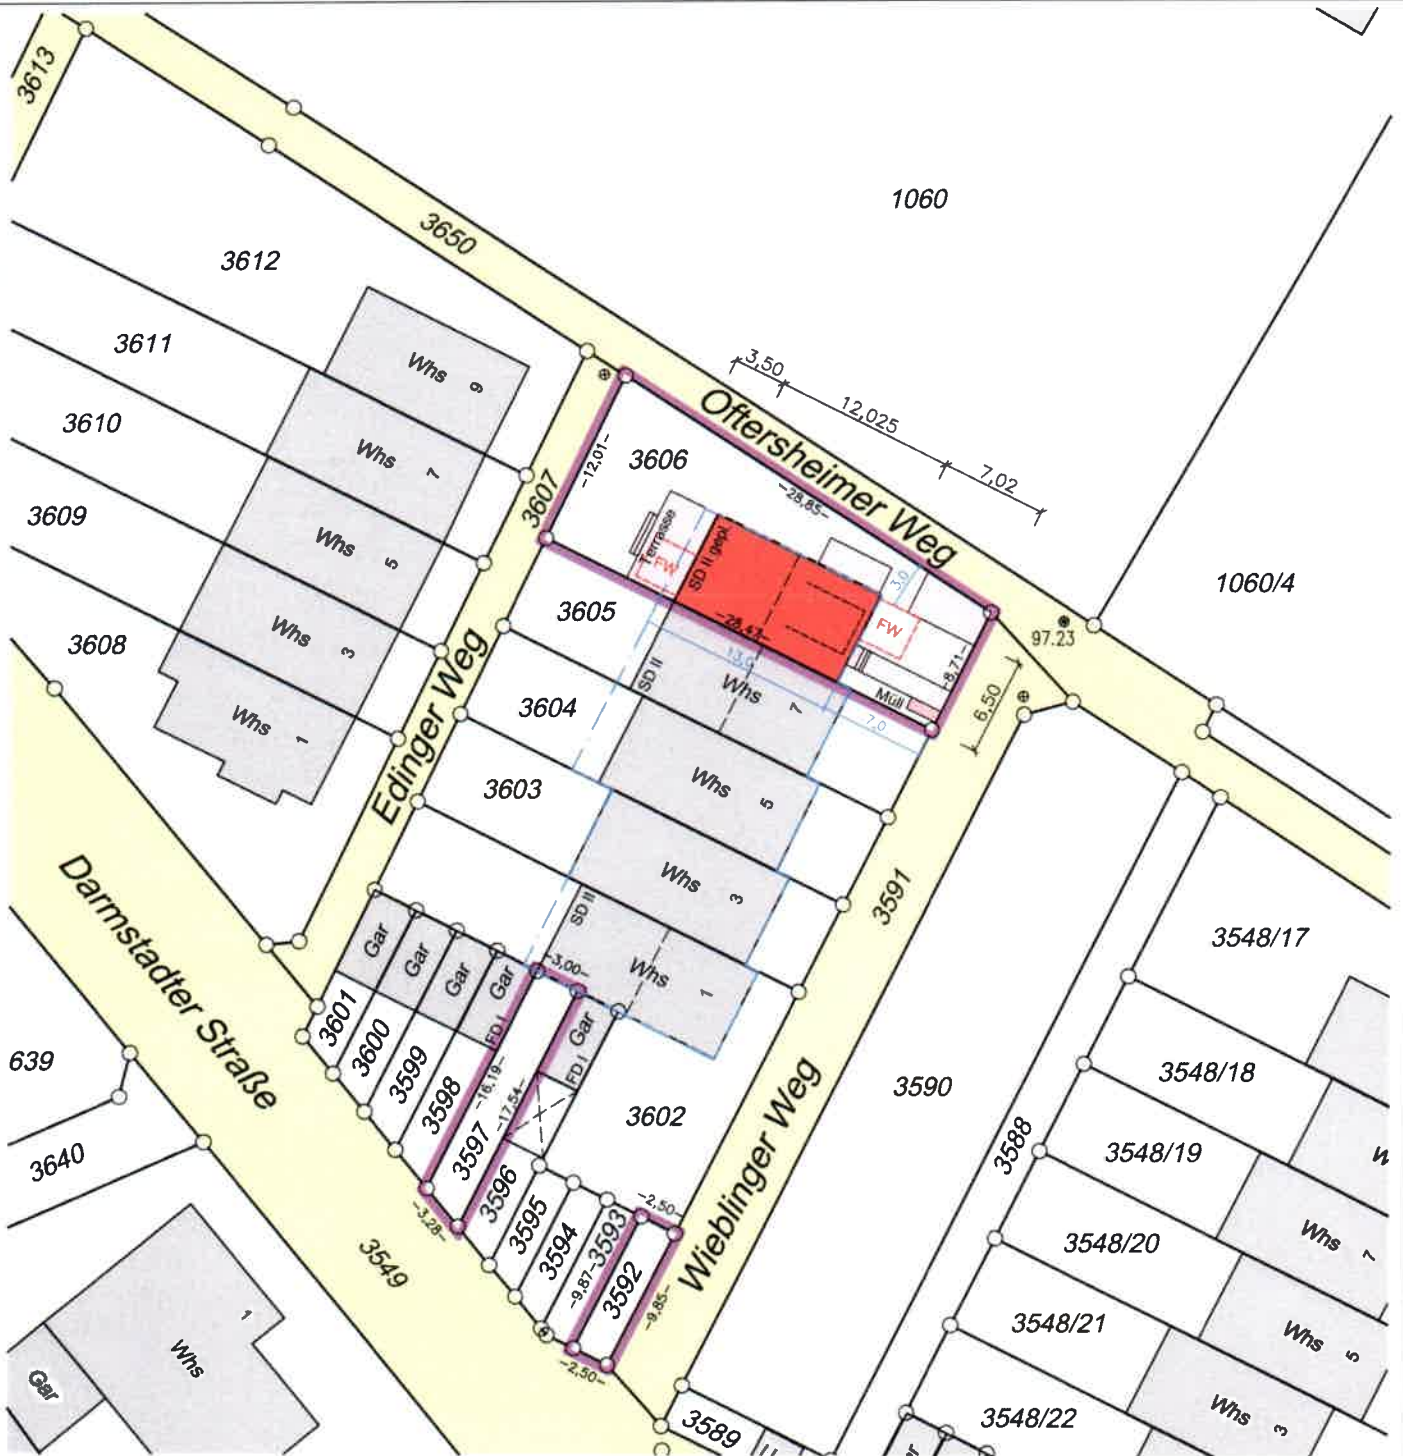 3613
1060
3650
3612
3611
3610
3609
3608
Whs 9
Whs 7
Whs 5
Whs 3
Whs 1
3,50
12,025
7,02
Oftersheimer Weg
3606
-12,01-
-28,85-
3607
Terrasse
FW
SD II gepl.
3,0
FW
-8,71-
Müll
1060/4
97.23
6,50
3605
-28,47-
13,0
7,0
SD II
Whs 7
3604
Whs 5
3603
Whs 3
SD II
Whs 1
Edinger Weg
3591
Darmstadter Straße
Gar
Gar
Gar
Gar
FD I
-3,00-
Gar
FD I
3601
3600
3599
3598
-16,19-
3597
-17,54-
3596
3595
3594
3593
3592
-9,87-
-9,85-
-2,50-
-2,50-
-3,28-
3602
Wieblinger Weg
3590
3588
3589
639
3640
3549
Whs 1
Gar
3548/17
3548/18
3548/19
3548/20
3548/21
3548/22
Whs 7
Whs 5
Whs 3